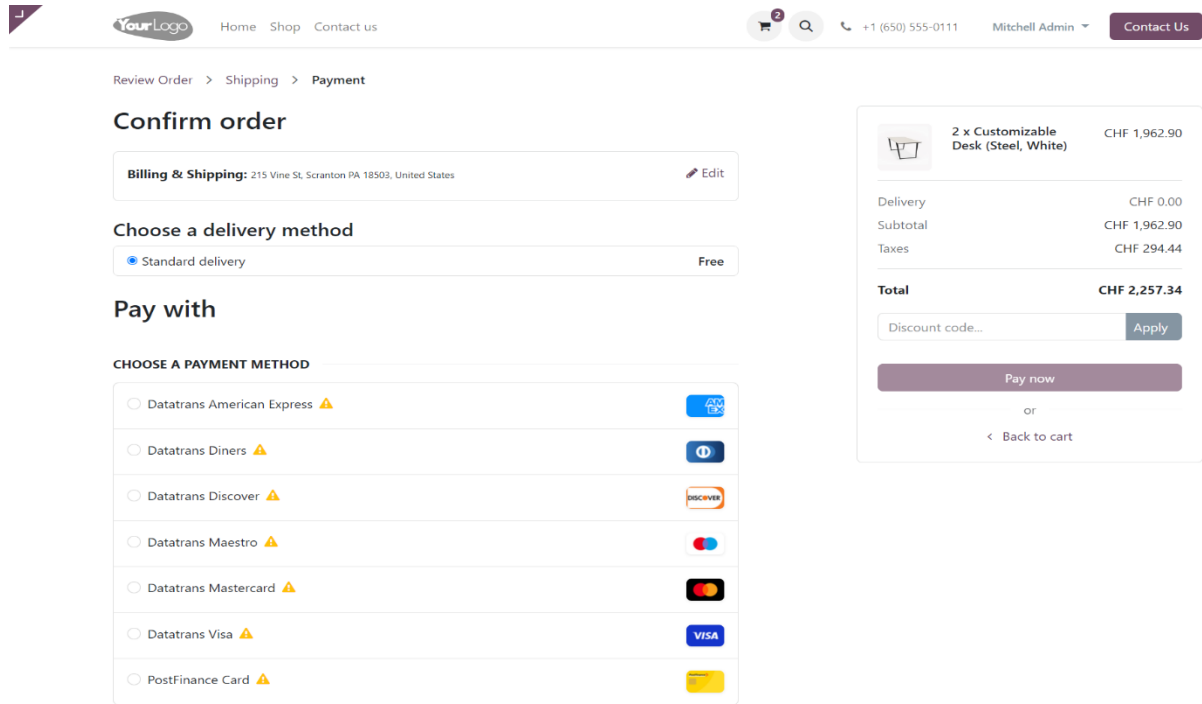 YourLogo Home Shop Contact us 2 +1 (650) 555-0111 Mitchell Admin Contact Us
Review Order > Shipping > Payment
Confirm order
Billing & Shipping: 215 Vine St, Scranton PA 18503, United States Edit
Choose a delivery method
Standard delivery Free
Pay with
CHOOSE A PAYMENT METHOD
Datatrans American Express AM EX
Datatrans Diners
Datatrans Discover DISCOVER
Datatrans Maestro
Datatrans Mastercard
Datatrans Visa VISA
PostFinance Card
2 x Customizable CHF 1,962.90
Desk (Steel, White)
Delivery CHF 0.00
Subtotal CHF 1,962.90
Taxes CHF 294.44
Total CHF 2,257.34
Discount code... Apply
Pay now
or
< Back to cart